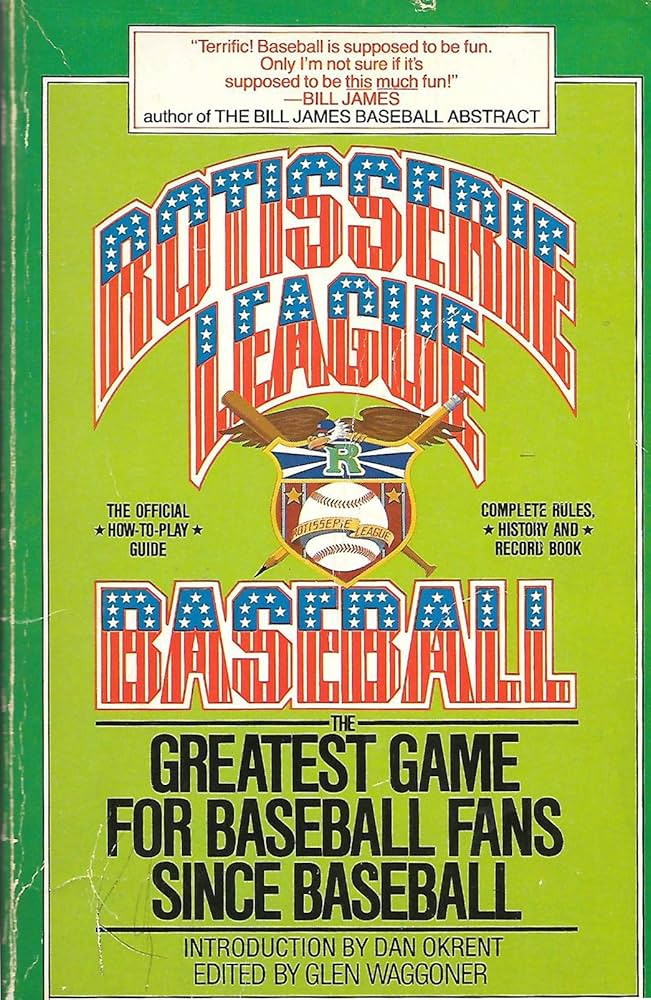 "Terrific! Baseball is supposed to be fun.
Only I'm not sure if it's
supposed to be this much fun!"
—BILL JAMES
author of THE BILL JAMES BASEBALL ABSTRACT
ROTISSERIE
LEAGUE
R
THE OFFICIAL
★HOW-TO-PLAY★
GUIDE
ROTISSERIE LEAGUE
COMPLETE RULES,
★HISTORY AND★
RECORD BOOK
BASEBALL
THE
GREATEST GAME
FOR BASEBALL FANS
SINCE BASEBALL
INTRODUCTION BY DAN OKRENT
EDITED BY GLEN WAGGONER